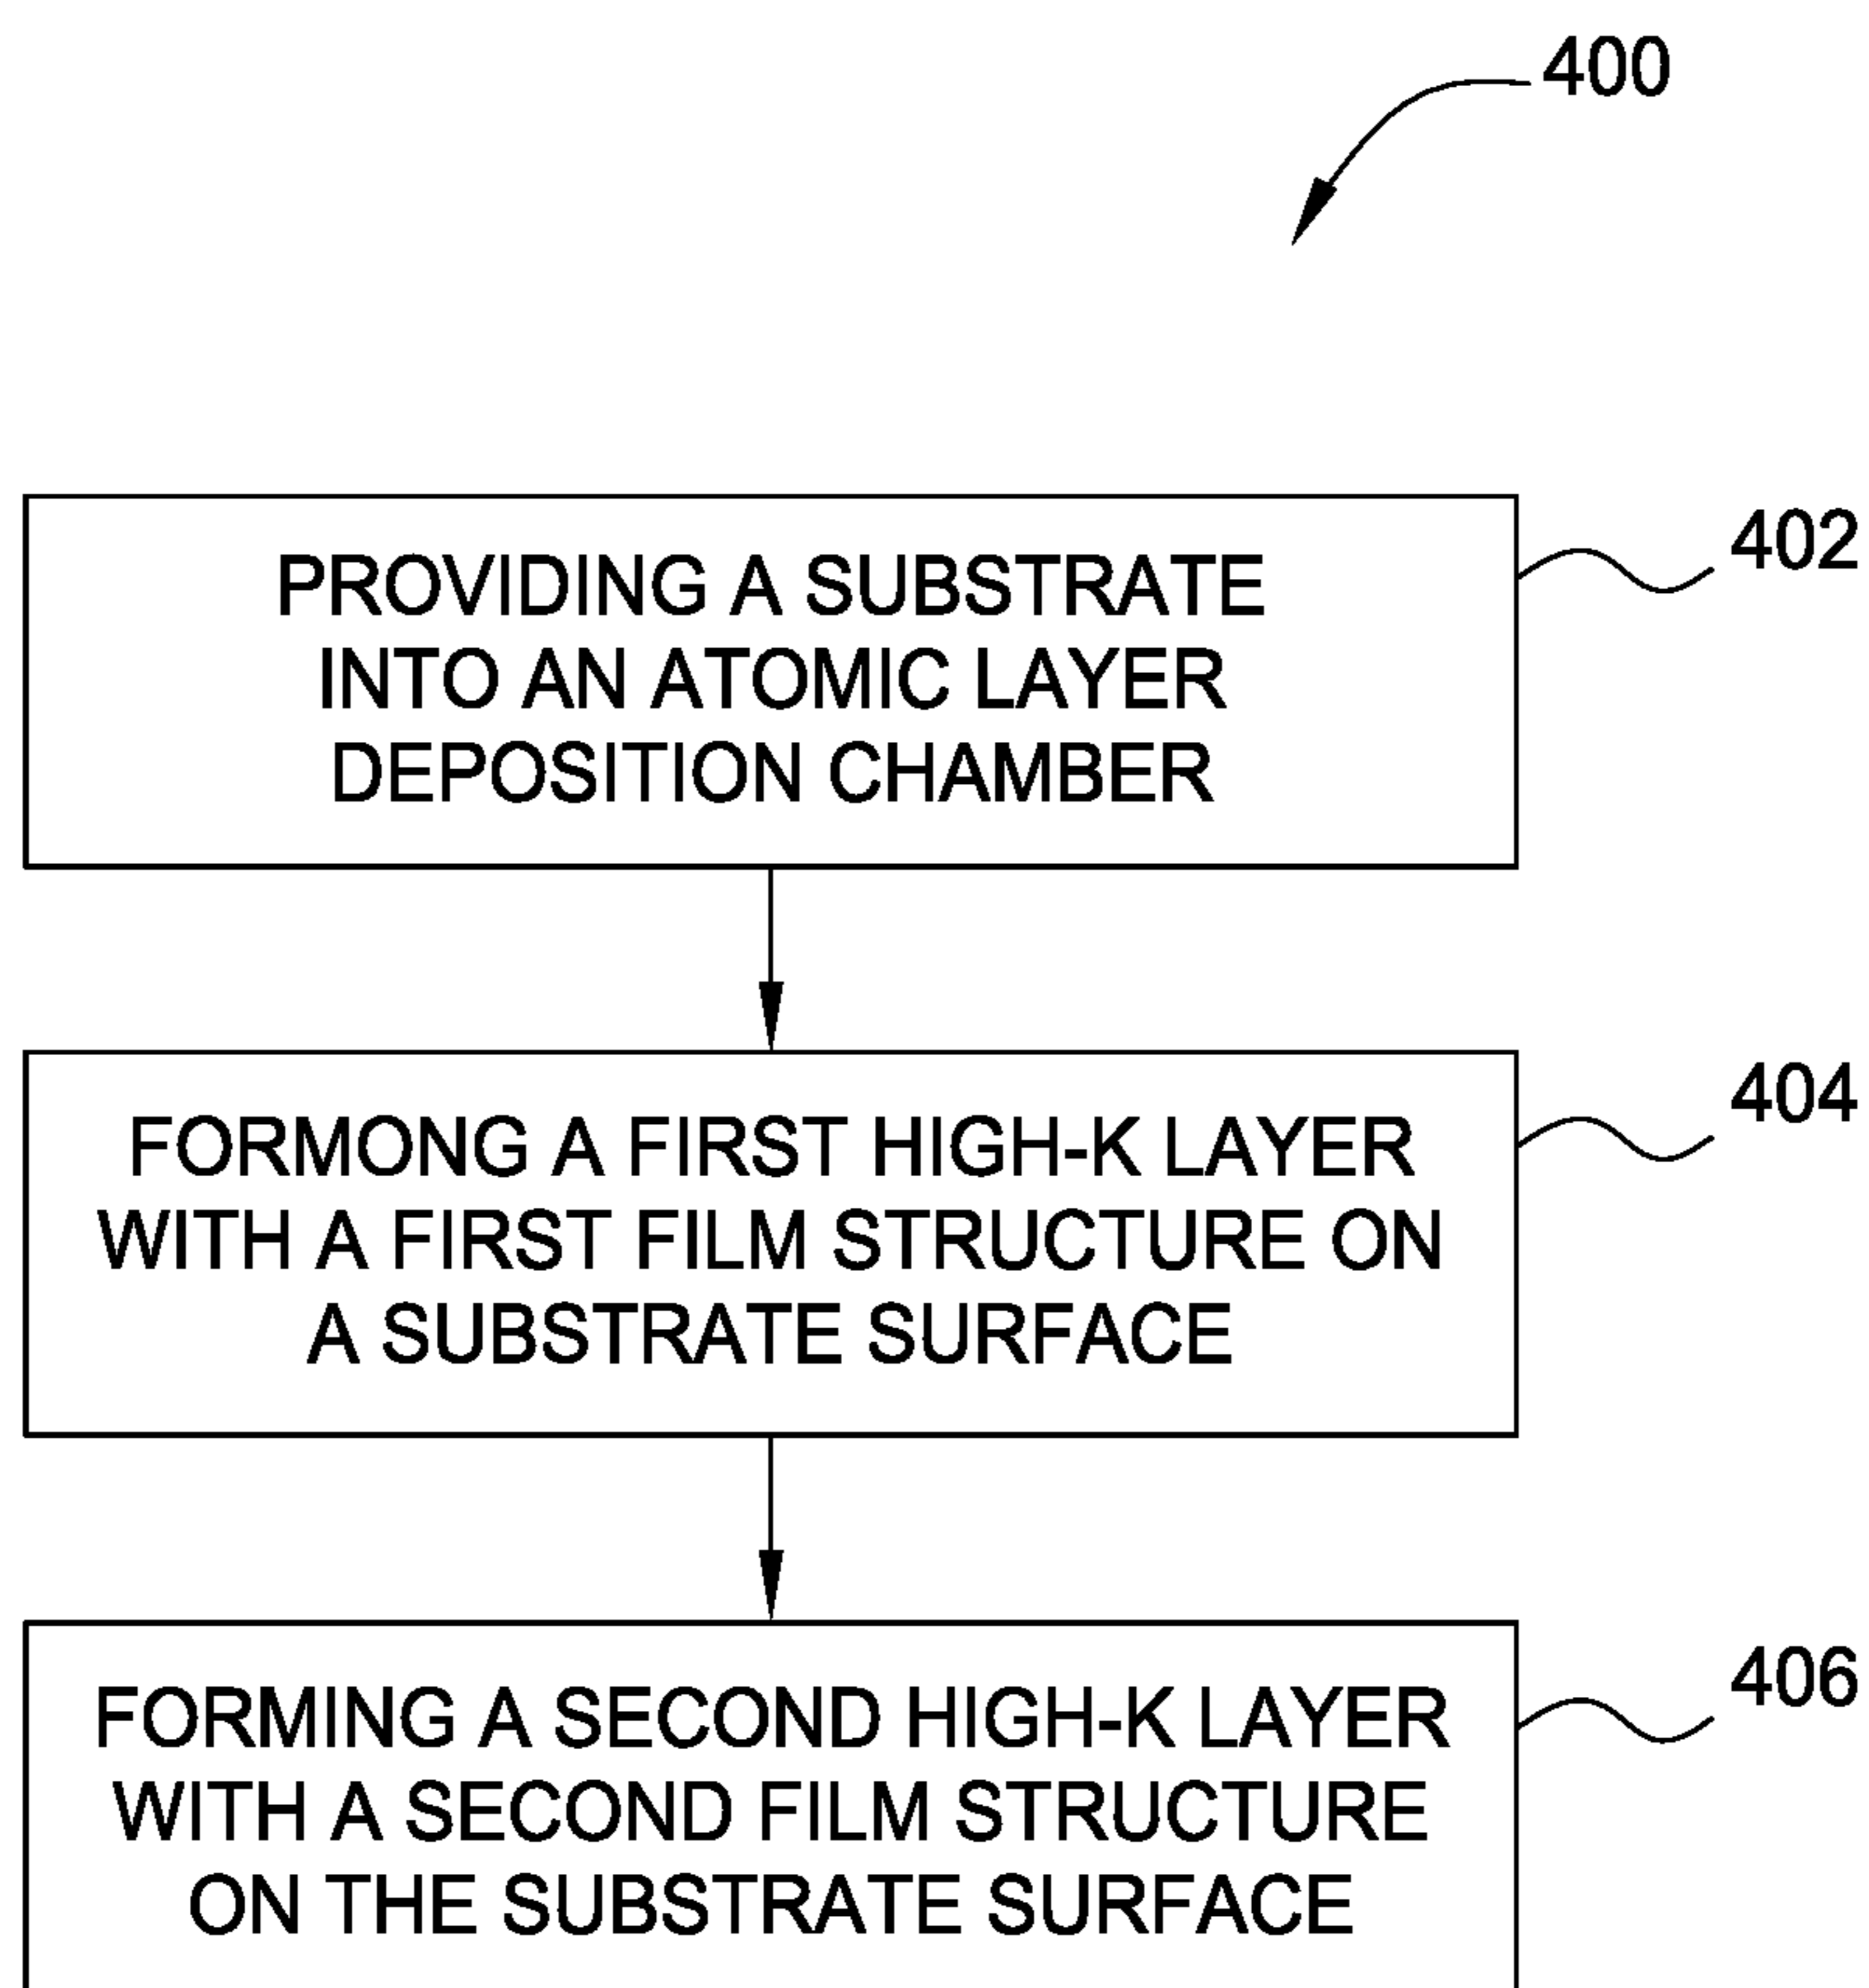 400
PROVIDING A SUBSTRATE
INTO AN ATOMIC LAYER
DEPOSITION CHAMBER
402
FORMONG A FIRST HIGH-K LAYER
WITH A FIRST FILM STRUCTURE ON
A SUBSTRATE SURFACE
404
FORMING A SECOND HIGH-K LAYER
WITH A SECOND FILM STRUCTURE
ON THE SUBSTRATE SURFACE
406